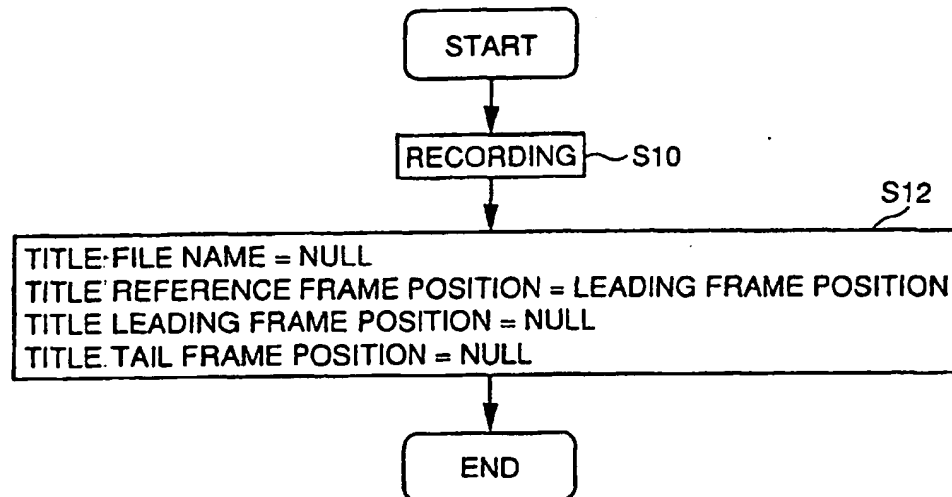 START
RECORDING
S10
S12
TITLE: FILE NAME = NULL
TITLE' REFERENCE FRAME POSITION = LEADING FRAME POSITION
TITLE LEADING FRAME POSITION = NULL
TITLE. TAIL FRAME POSITION = NULL
END